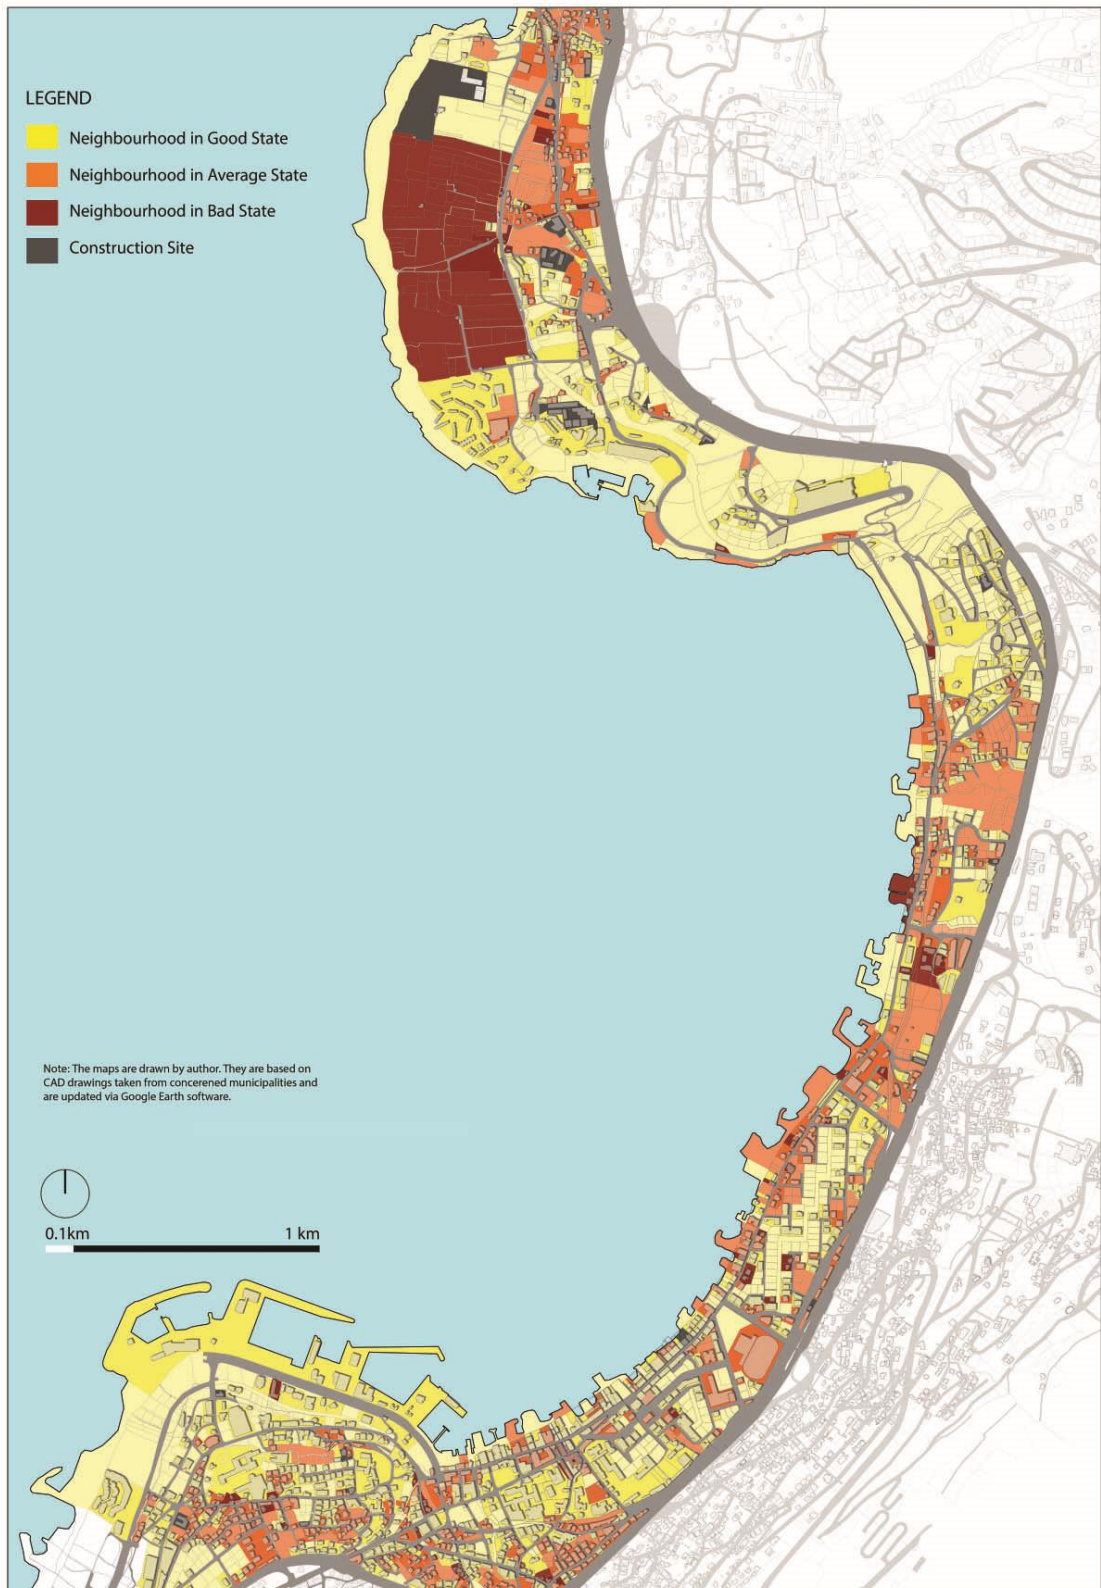 LEGEND
Neighbourhood in Good State
Neighbourhood in Average State
Neighbourhood in Bad State
Construction Site
Note: The maps are drawn by author. They are based on
CAD drawings taken from concerened municipalities and
are updated via Google Earth software.
0.1km 1 km